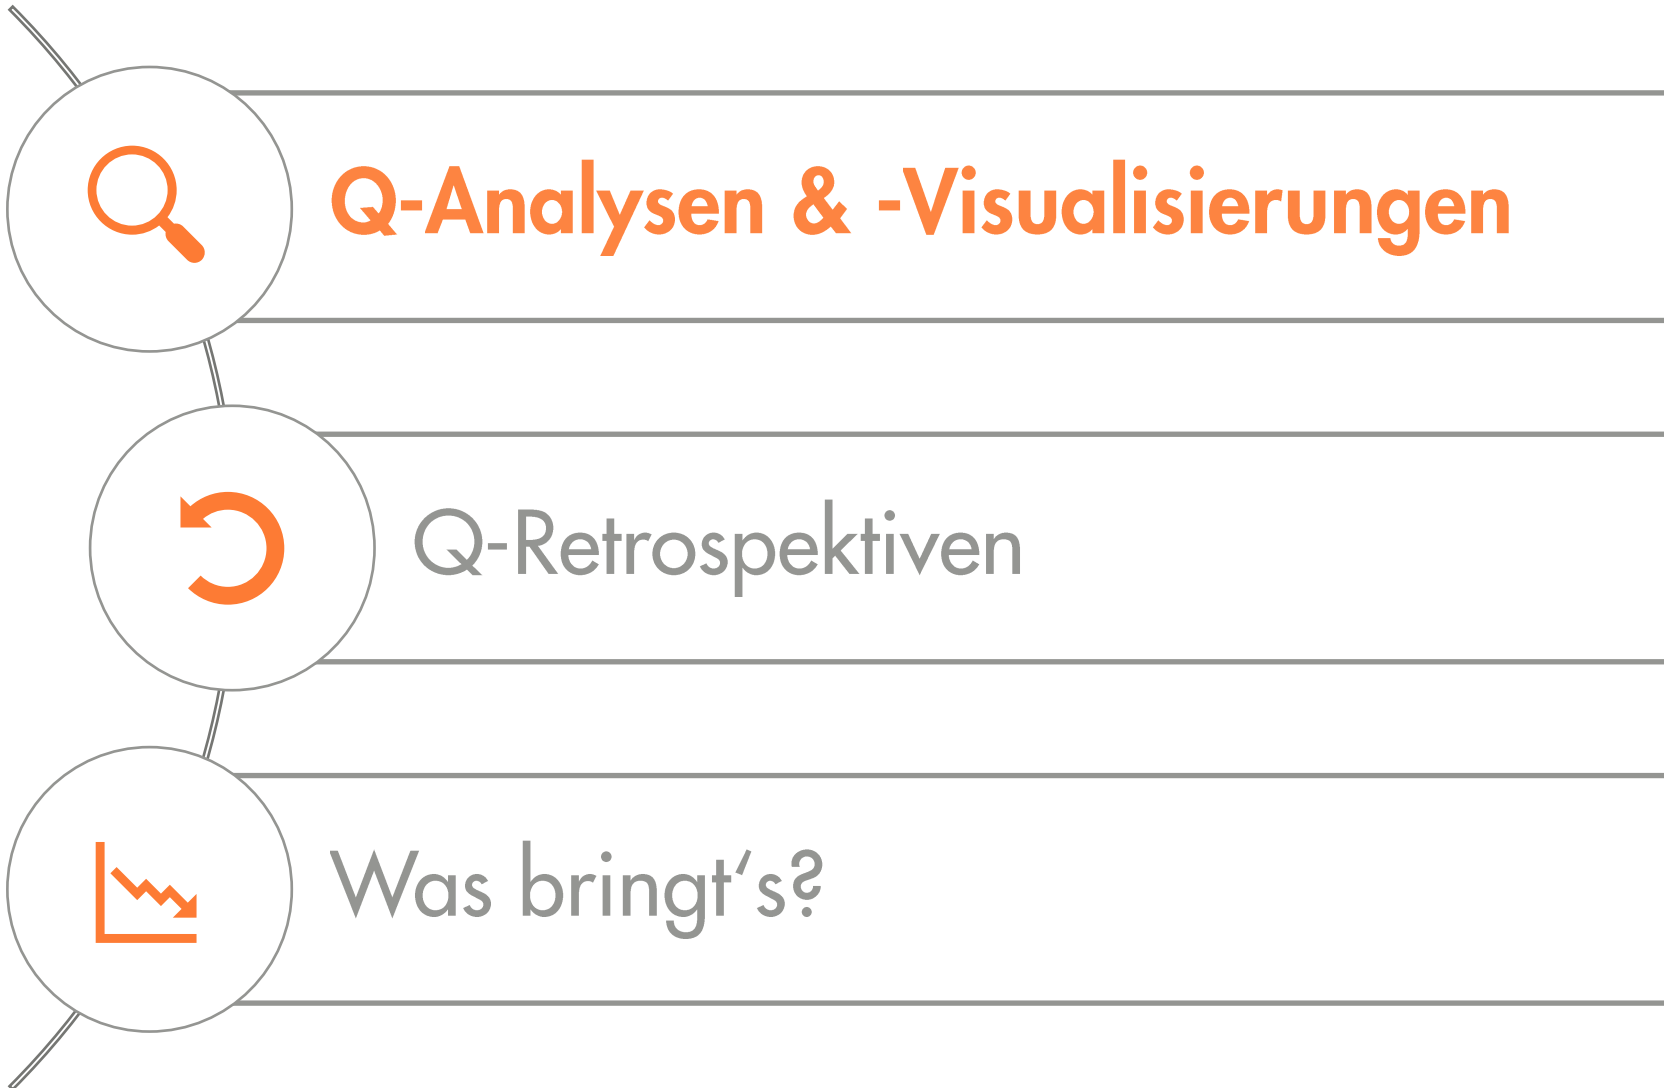 Q-Analysen & -Visualisierungen
Q-Retrospektiven
Was bringt‘s?